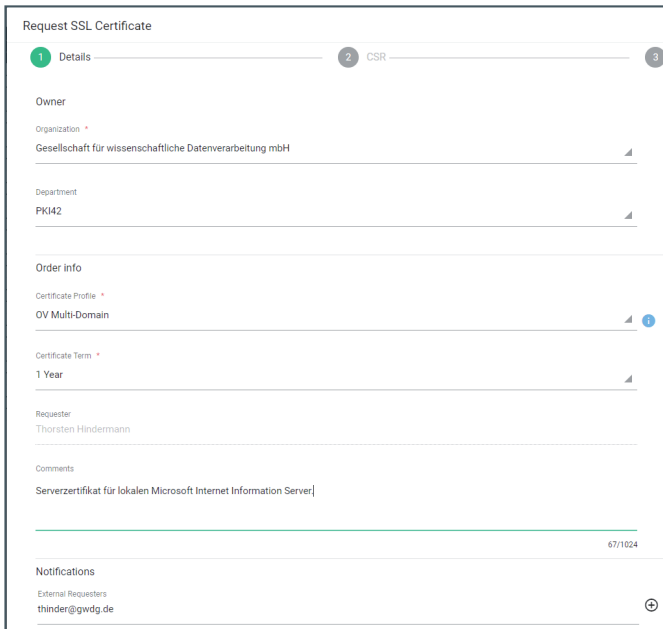 Request SSL Certificate
1 Details 2 CSR 3
Owner
Organization *
Gesellschaft für wissenschaftliche Datenverarbeitung mbH
Department
PKI42
Order info
Certificate Profile *
OV Multi-Domain
i
Certificate Term *
1 Year
Requester
Thorsten Hindermann
Comments
Serverzertifikat für lokalen Microsoft Internet Information Server.
67/1024
Notifications
External Requesters
thinder@gwdg.de